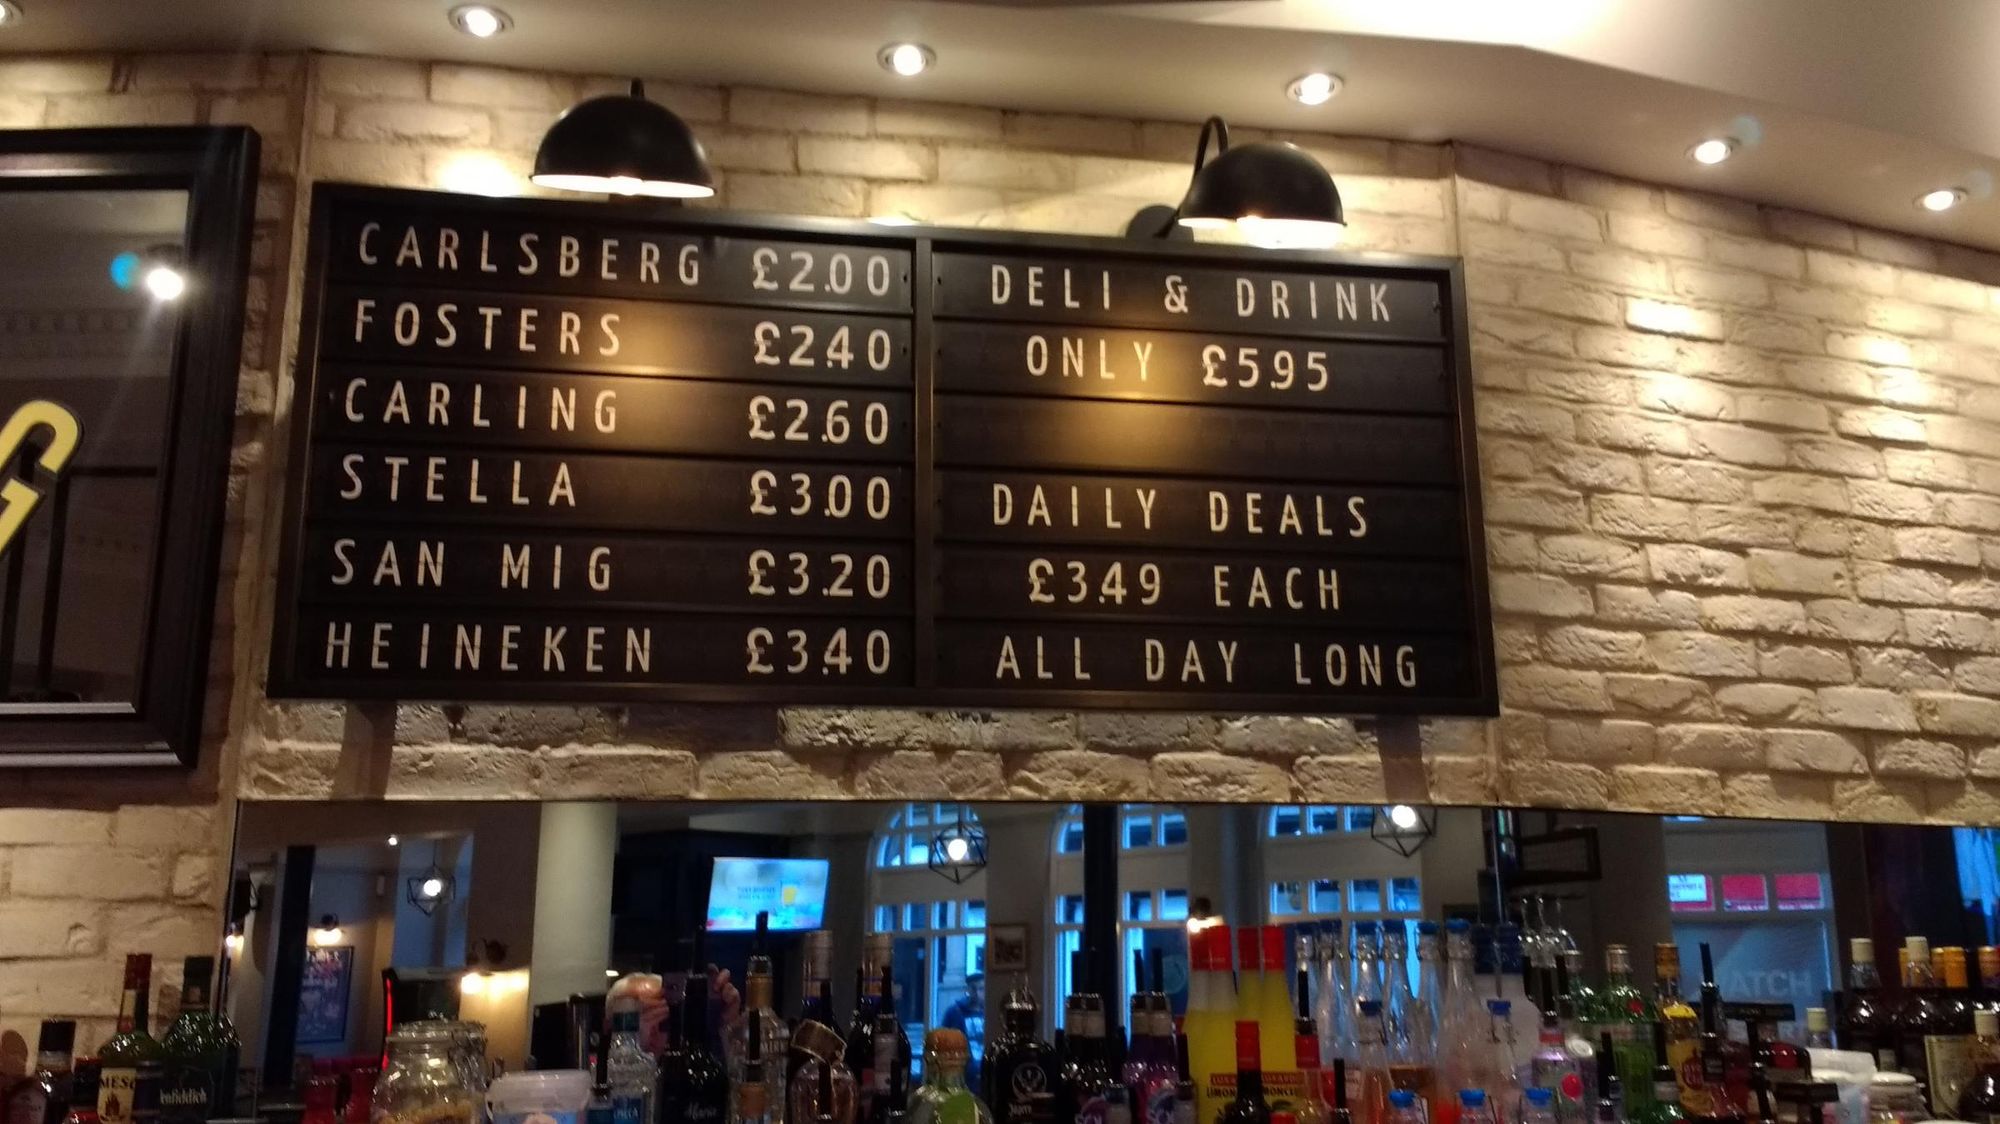 CARLSBERG £2.00
FOSTERS £2.40
CARLING £2.60
STELLA £3.00
SAN MIG £3.20
HEINEKEN £3.40
DELI & DRINK
ONLY £5.95
DAILY DEALS
£3.49 EACH
ALL DAY LONG
G